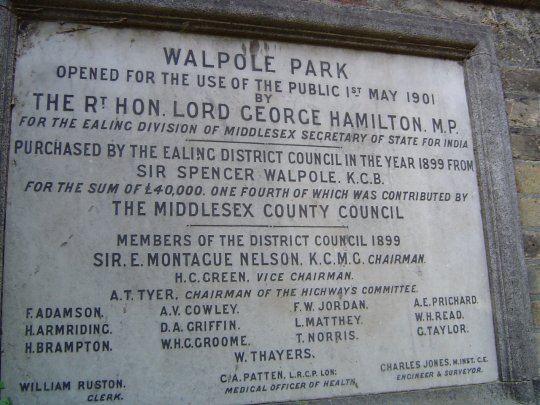 WALPOLE PARK
OPENED FOR THE USE OF THE PUBLIC 1ST MAY 1901
BY
THE RT HON. LORD GEORGE HAMILTON. M.P.
FOR THE EALING DIVISION OF MIDDLESEX SECRETARY OF STATE FOR INDIA
PURCHASED BY THE EALING DISTRICT COUNCIL IN THE YEAR 1899 FROM
SIR SPENCER WALPOLE. K.C.B.
FOR THE SUM OF £40,000. ONE FOURTH OF WHICH WAS CONTRIBUTED BY
THE MIDDLESEX COUNTY COUNCIL
MEMBERS OF THE DISTRICT COUNCIL 1899
SIR. E. MONTAGUE NELSON, K.C.M.G. CHAIRMAN.
H.C. GREEN, VICE CHAIRMAN.
A.T. TYER, CHAIRMAN OF THE HIGHWAYS COMMITTEE.
F. ADAMSON, A.V. COWLEY. F.W. JORDAN. A.E. PRICHARD.
H. ARMRIDING. D.A. GRIFFIN. L. MATTHEY. W.H. READ.
H. BRAMPTON. W.H.G. GROOME. T. NORRIS. G. TAYLOR.
W. THAYERS.
WILLIAM RUSTON. C.A. PATTEN, L.R.C.P. LON: CHARLES JONES, M.INST. C.E.
CLERK. MEDICAL OFFICER OF HEALTH. ENGINEER & SURVEYOR.